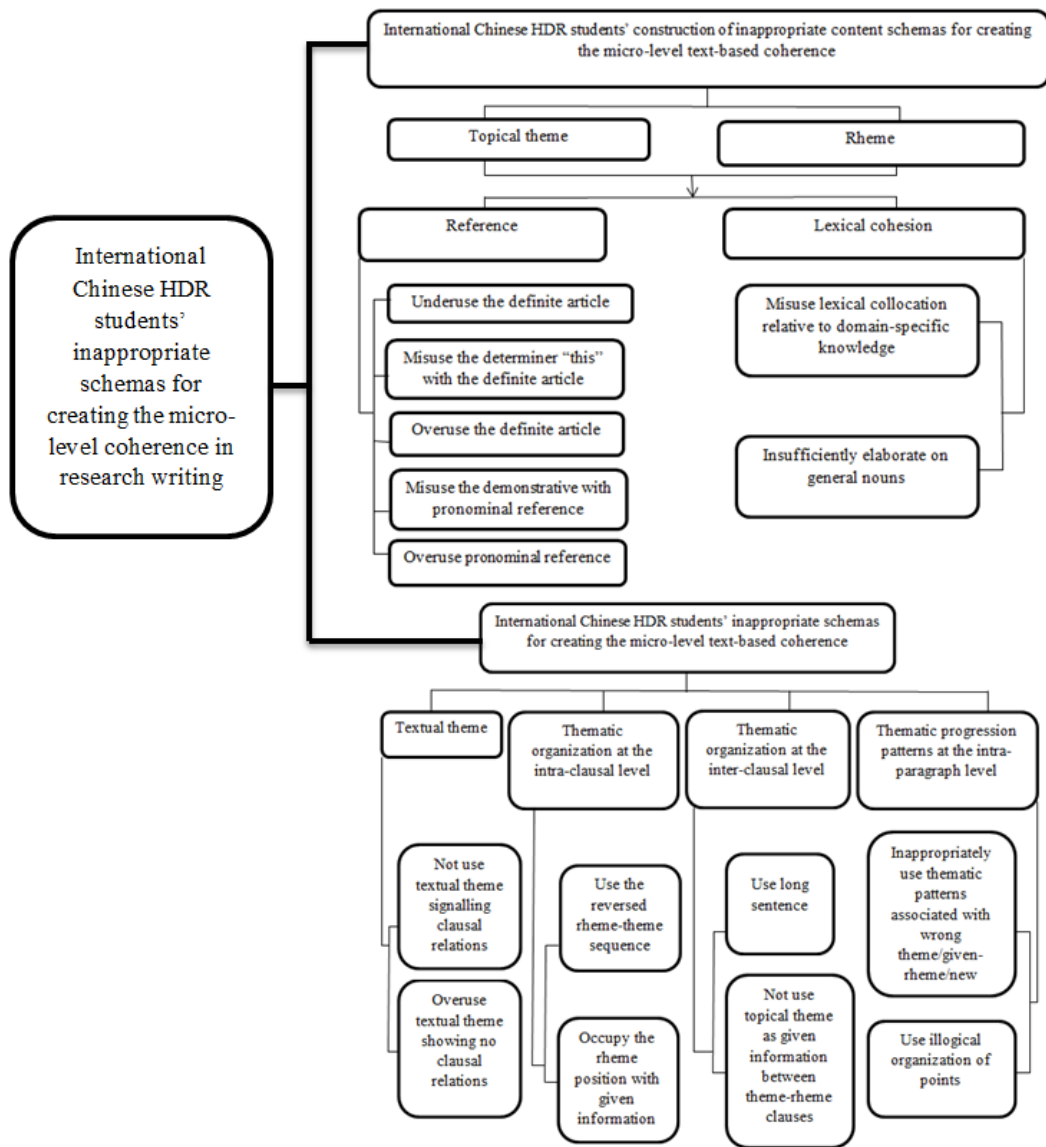 International Chinese HDR students’ construction of inappropriate content schemas for creating
the micro-level text-based coherence
Topical theme
Rheme
Reference
Lexical cohesion
International
Chinese HDR
students’
inappropriate
schemas for
creating the micro-
level coherence in
research writing
Underuse the definite article
Misuse the determiner “this”
with the definite article
Overuse the definite article
Misuse the demonstrative with
pronominal reference
Overuse pronominal reference
Misuse lexical collocation
relative to domain-specific
knowledge
Insufficiently elaborate on
general nouns
International Chinese HDR students’ inappropriate schemas
for creating the micro-level text-based coherence
Textual theme
Thematic
organization at the
intra-clausal level
Thematic
organization at the
inter-clausal level
Thematic progression
patterns at the intra-
paragraph level
Not use
textual theme
signalling
clausal
relations
Overuse
textual theme
showing no
clausal
relations
Use the
reversed
rheme-theme
sequence
Occupy the
rheme
position with
given
information
Use long
sentence
Not use
topical theme
as given
information
between
theme-rheme
clauses
Inappropriately
use thematic
patterns
associated with
wrong
theme/given-
rheme/new
Use illogical
organization of
points